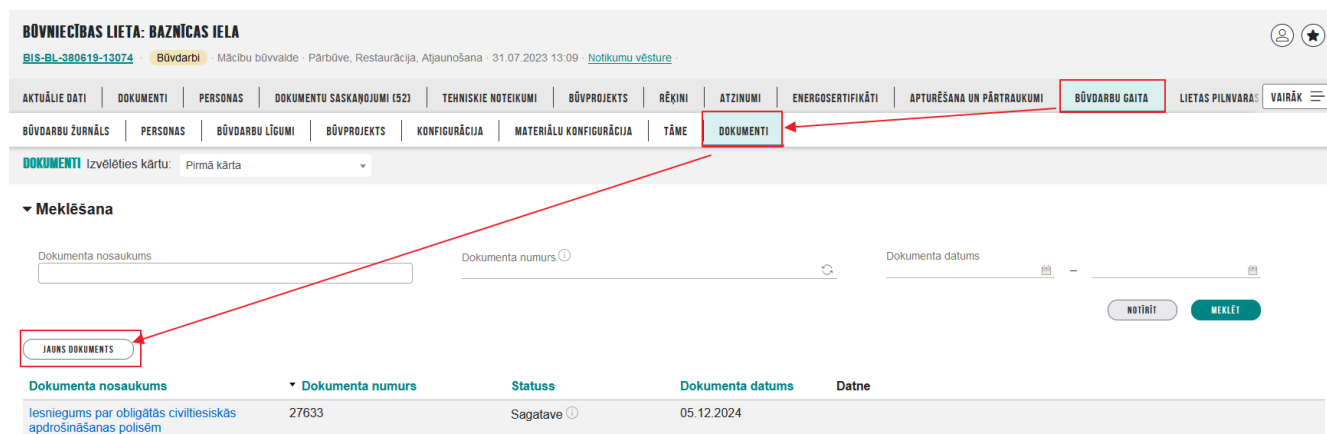 BŪVNIECĪBAS LIETA: BAZNĪCAS IELA
BIS-BL-380619-13074 · Būvdarbi · Mācību būvvalde · Pārbūve, Restaurācija, Atjaunošana · 31.07.2023 13:09 · Notikumu vēsture ·
AKTUĀLIE DATI DOKUMENTI PERSONAS DOKUMENTU SASKAŅOJUMI (52) TEHNISKIE NOTEIKUMI BŪVPROJEKTS RĒĶINI ATZINUMI ENERGOSERTIFIKĀTI APTURĒŠANA UN PĀRTRAUKUMI BŪVDARBU GAITA LIETAS PILNVARAS VAIRĀK
BŪVDARBU ŽURNĀLS PERSONAS BŪVDARBU LĪGUMI BŪVPROJEKTS KONFIGURĀCIJA MATERIĀLU KONFIGURĀCIJA TĀME DOKUMENTI
DOKUMENTI Izvēlēties kārtu: Pirmā kārta
Meklēšana
Dokumenta nosaukums Dokumenta numurs Dokumenta datums
–
NOTĪRĪT MEKLĒT
JAUNS DOKUMENTS
Dokumenta nosaukums Dokumenta numurs Statuss Dokumenta datums Datne
Iesniegums par obligātās civiltiesiskās 27633 Sagatave 05.12.2024
apdrošināšanas polisēm